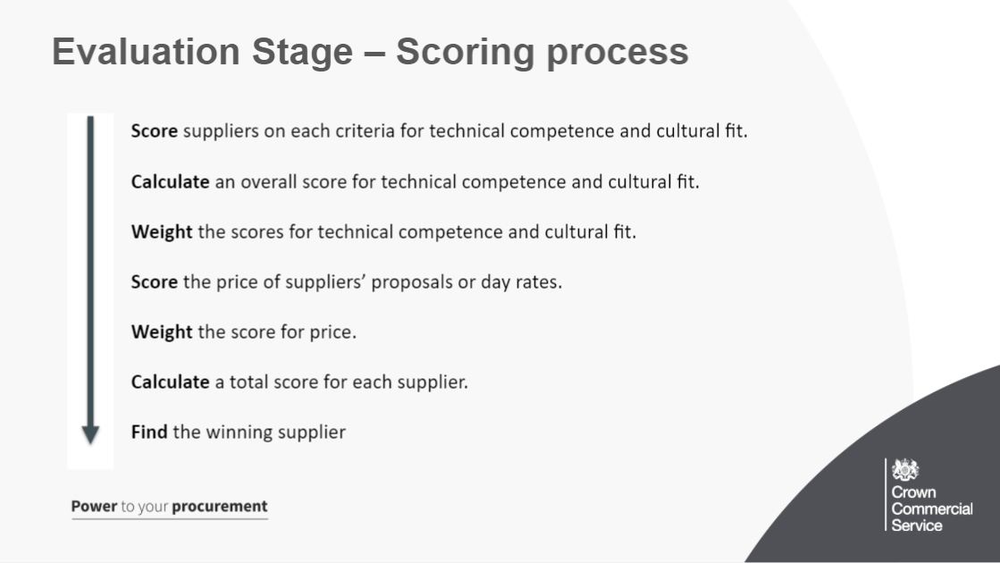 Evaluation Stage – Scoring process
Score suppliers on each criteria for technical competence and cultural fit.
Calculate an overall score for technical competence and cultural fit.
Weight the scores for technical competence and cultural fit.
Score the price of suppliers’ proposals or day rates.
Weight the score for price.
Calculate a total score for each supplier.
Find the winning supplier
Power to your procurement
Crown
Commercial
Service